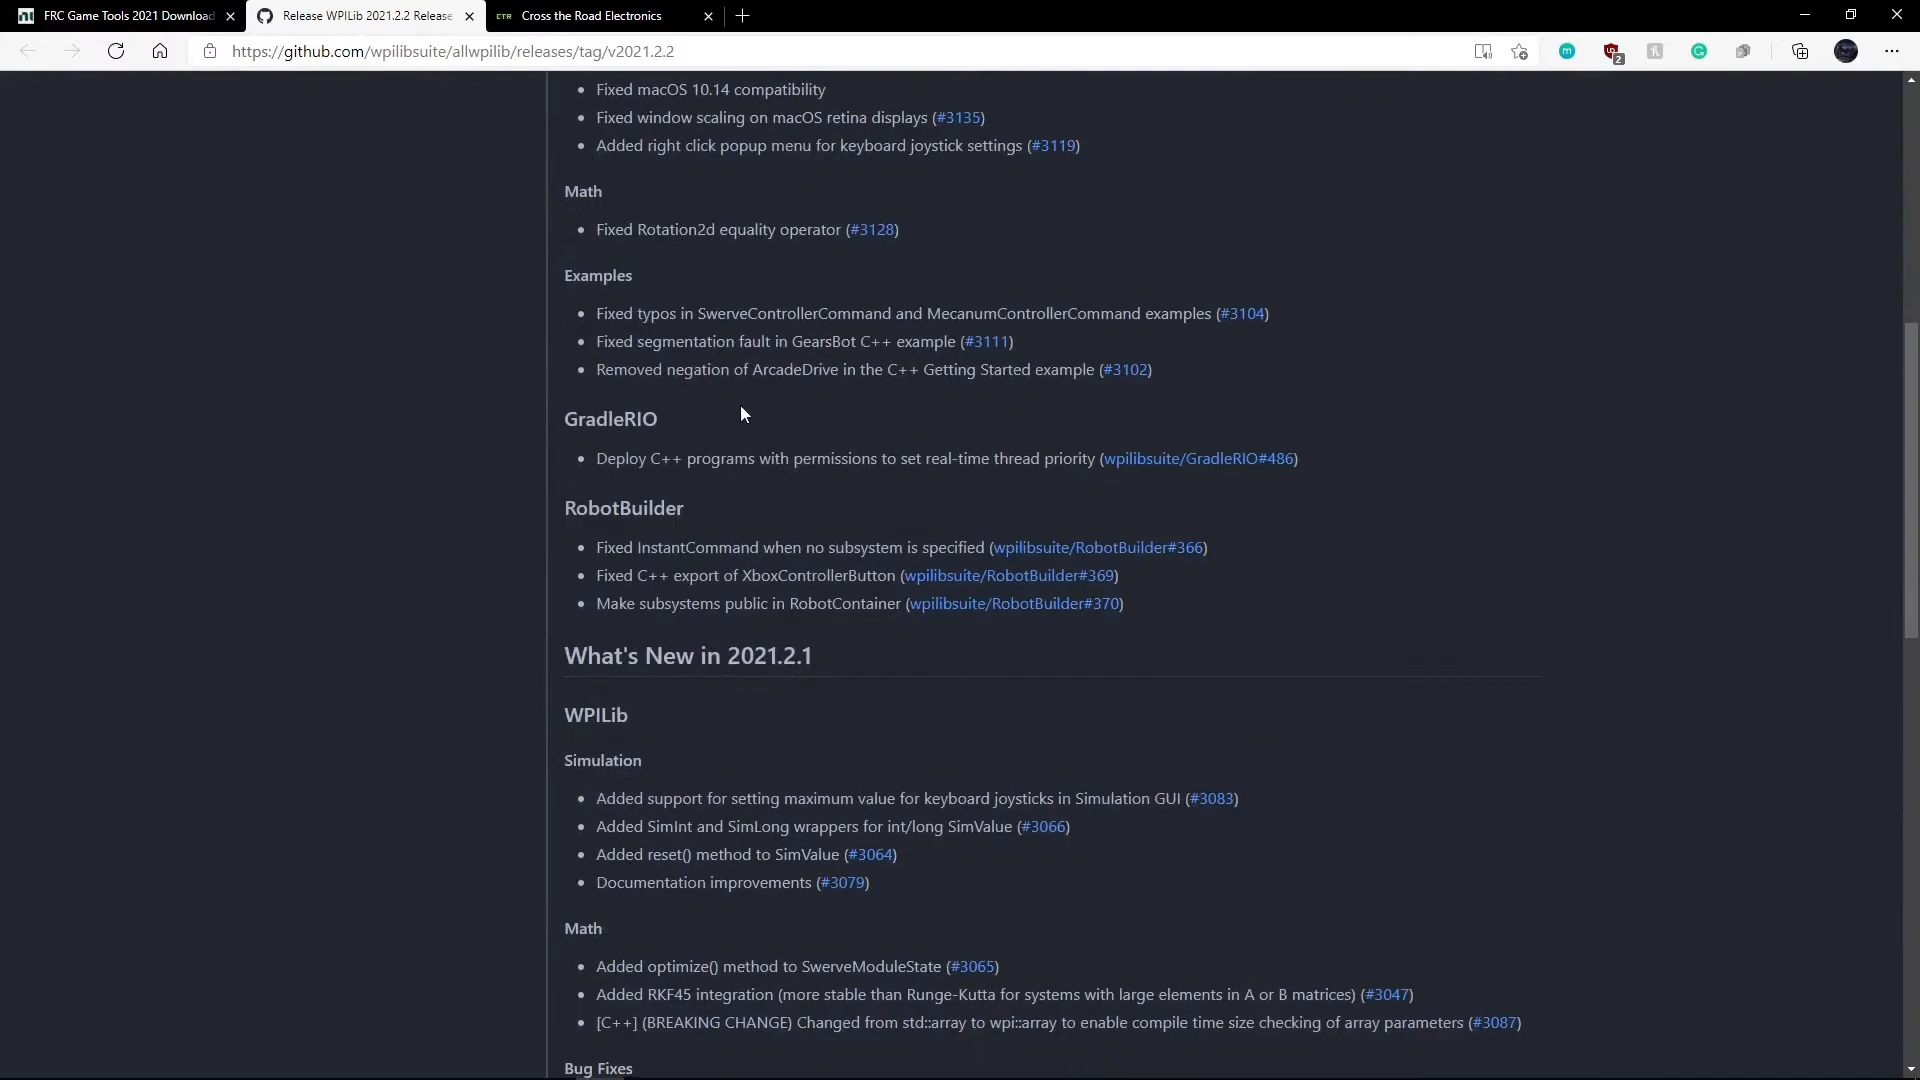 FRC Game Tools 2021 Download
Release WPILib 2021.2.2 Release
CTR Cross the Road Electronics
https://github.com/wpilibsuite/allwpilib/releases/tag/v2021.2.2
2
Fixed macOS 10.14 compatibility
Fixed window scaling on macOS retina displays (#3135)
Added right click popup menu for keyboard joystick settings (#3119)
Math
Fixed Rotation2d equality operator (#3128)
Examples
Fixed typos in SwerveControllerCommand and MecanumControllerCommand examples (#3104)
Fixed segmentation fault in GearsBot C++ example (#3111)
Removed negation of ArcadeDrive in the C++ Getting Started example (#3102)
GradleRIO
Deploy C++ programs with permissions to set real-time thread priority (wpilibsuite/GradleRIO#486)
RobotBuilder
Fixed InstantCommand when no subsystem is specified (wpilibsuite/RobotBuilder#366)
Fixed C++ export of XboxControllerButton (wpilibsuite/RobotBuilder#369)
Make subsystems public in RobotContainer (wpilibsuite/RobotBuilder#370)
What's New in 2021.2.1
WPILib
Simulation
Added support for setting maximum value for keyboard joysticks in Simulation GUI (#3083)
Added SimInt and SimLong wrappers for int/long SimValue (#3066)
Added reset() method to SimValue (#3064)
Documentation improvements (#3079)
Math
Added optimize() method to SwerveModuleState (#3065)
Added RKF45 integration (more stable than Runge-Kutta for systems with large elements in A or B matrices) (#3047)
[C++] (BREAKING CHANGE) Changed from std::array to wpi::array to enable compile time size checking of array parameters (#3087)
Bug Fixes